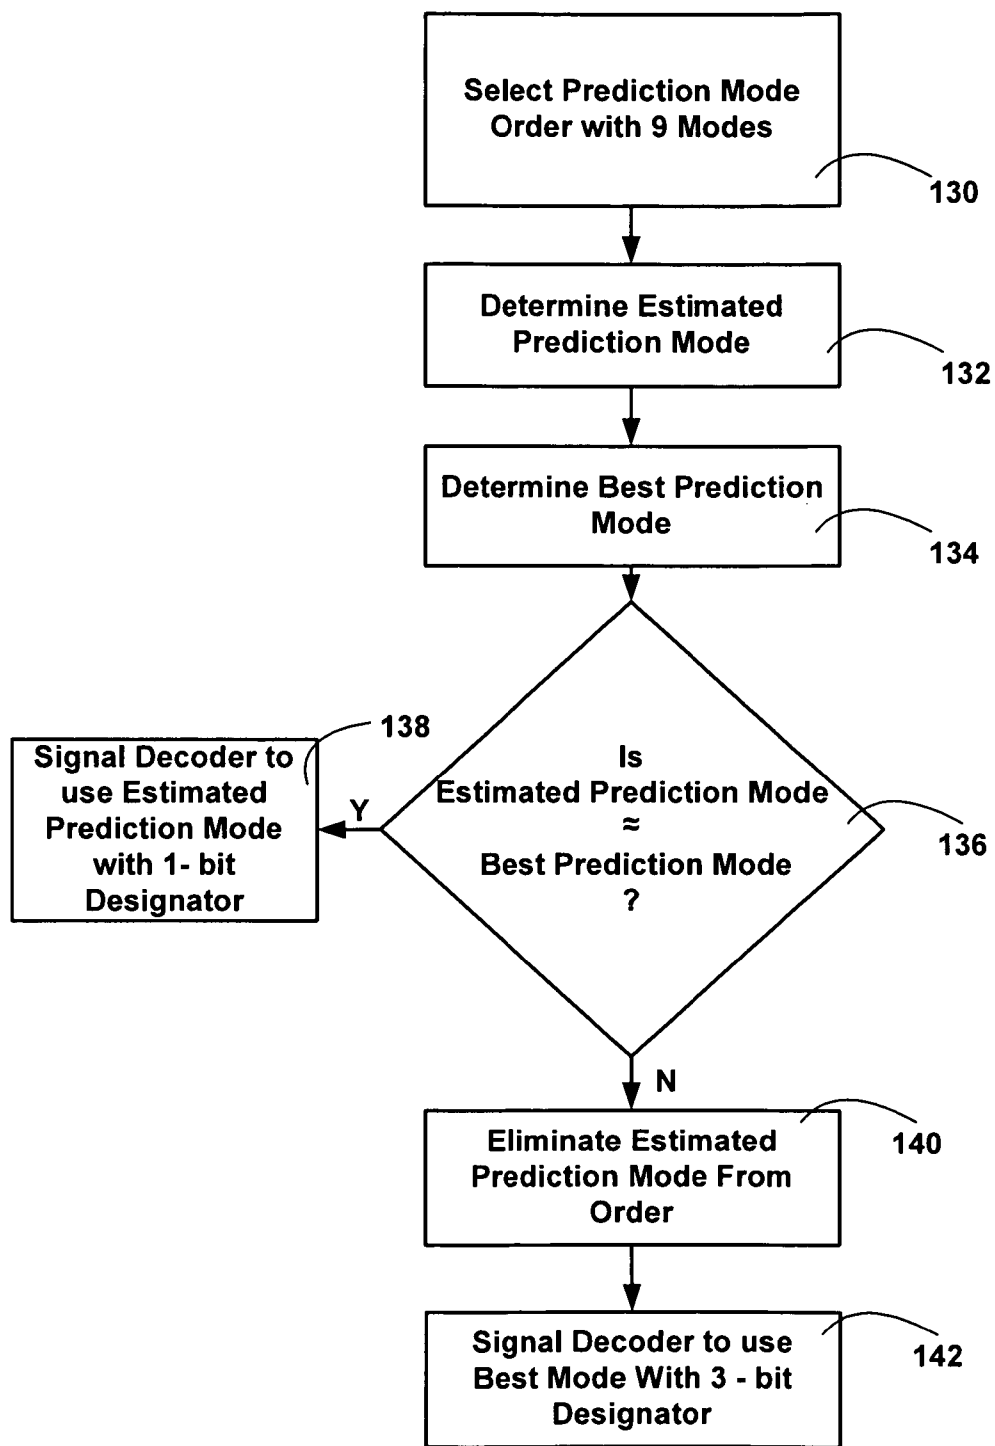 Select Prediction Mode
Order with 9 Modes
130
Determine Estimated
Prediction Mode
132
Determine Best Prediction
Mode
134
Is
Estimated Prediction Mode
≈
Best Prediction Mode
?
136
Y
138
Signal Decoder to
use Estimated
Prediction Mode
with 1- bit
Designator
N
Eliminate Estimated
Prediction Mode From
Order
140
Signal Decoder to use
Best Mode With 3 - bit
Designator
142